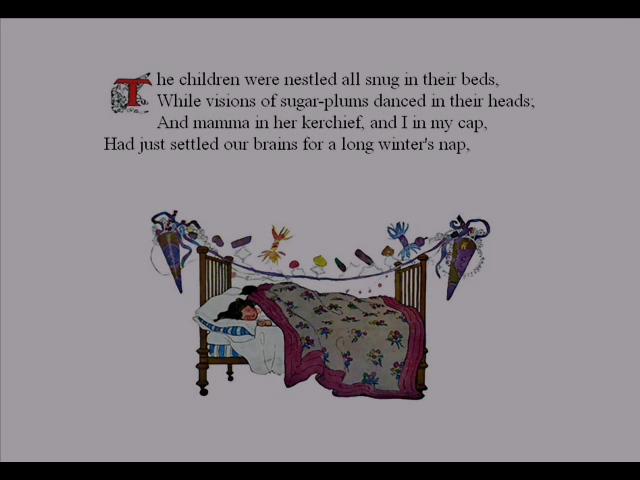 The children were nestled all snug in their beds,
While visions of sugar-plums danced in their heads;
And mamma in her kerchief, and I in my cap,
Had just settled our brains for a long winter's nap,